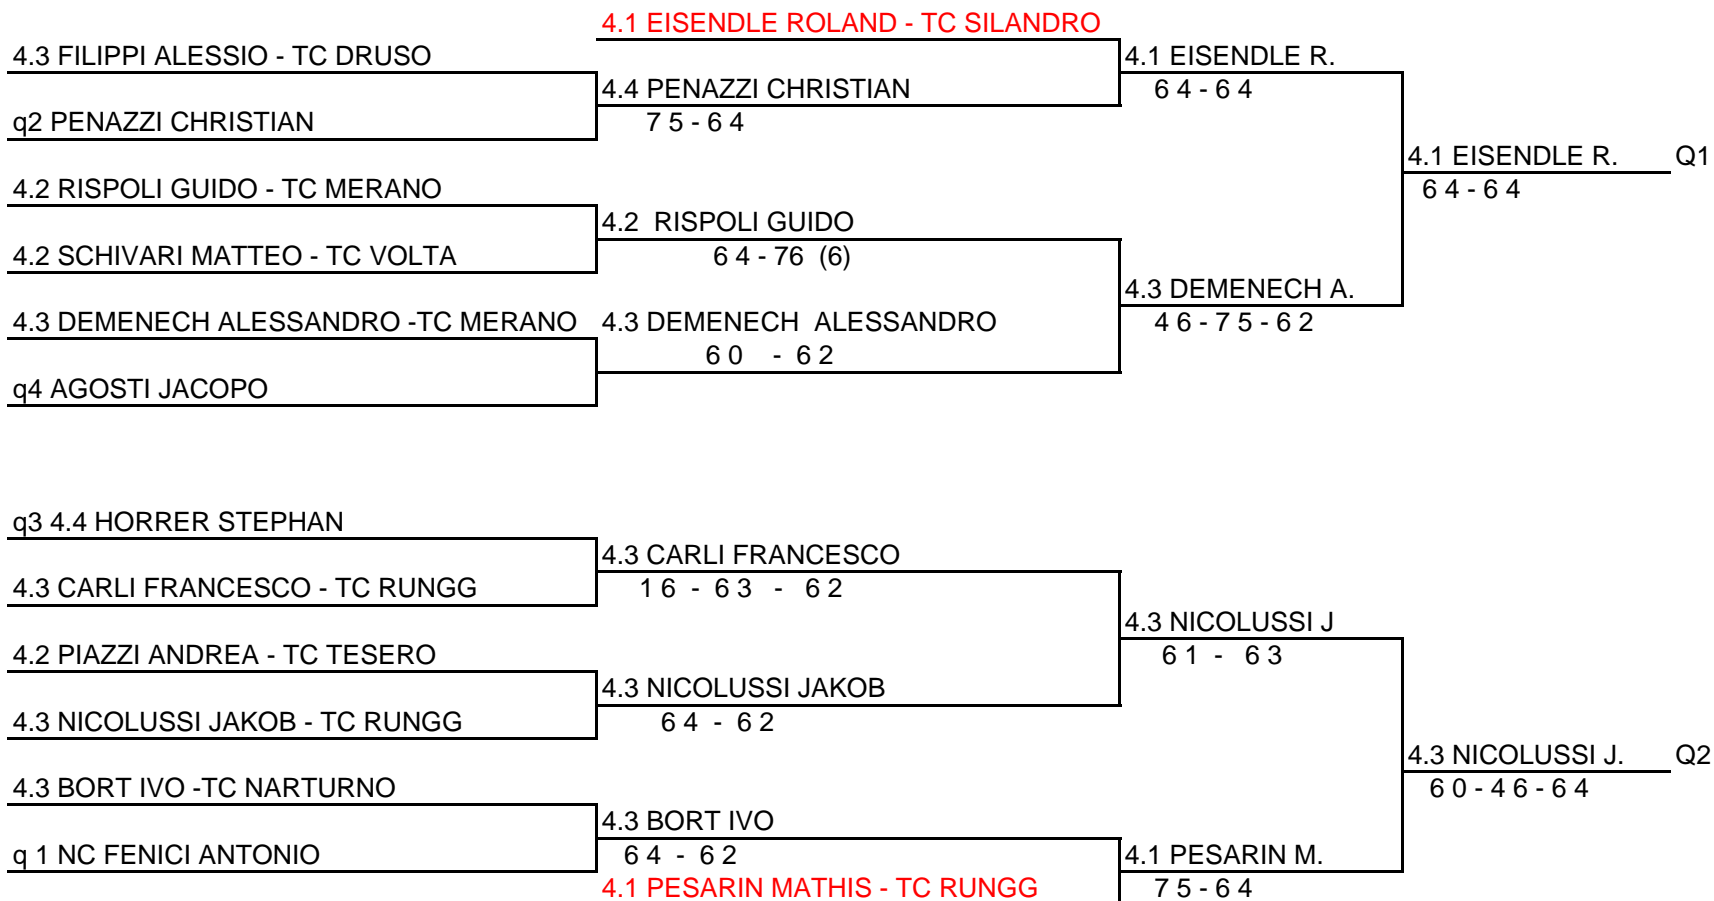 4.1 EISENDLE ROLAND - TC SILANDRO
4.3 FILIPPI ALESSIO - TC DRUSO
4.1 EISENDLE R.
4.4 PENAZZI CHRISTIAN
6 4 - 6 4
q2 PENAZZI CHRISTIAN
7 5 - 6 4
4.1 EISENDLE R. Q1
4.2 RISPOLI GUIDO - TC MERANO
6 4 - 6 4
4.2 RISPOLI GUIDO
4.2 SCHIVARI MATTEO - TC VOLTA
6 4 - 76 (6)
4.3 DEMENECH A.
4.3 DEMENECH ALESSANDRO -TC MERANO
4.3 DEMENECH ALESSANDRO
4 6 - 7 5 - 6 2
6 0 - 6 2
q4 AGOSTI JACOPO
q3 4.4 HORRER STEPHAN
4.3 CARLI FRANCESCO
4.3 CARLI FRANCESCO - TC RUNGG
1 6 - 6 3 - 6 2
4.3 NICOLUSSI J
4.2 PIAZZI ANDREA - TC TESERO
6 1 - 6 3
4.3 NICOLUSSI JAKOB
4.3 NICOLUSSI JAKOB - TC RUNGG
6 4 - 6 2
4.3 NICOLUSSI J. Q2
4.3 BORT IVO -TC NARTURNO
6 0 - 4 6 - 6 4
4.3 BORT IVO
q 1 NC FENICI ANTONIO
6 4 - 6 2
4.1 PESARIN M.
4.1 PESARIN MATHIS - TC RUNGG
7 5 - 6 4